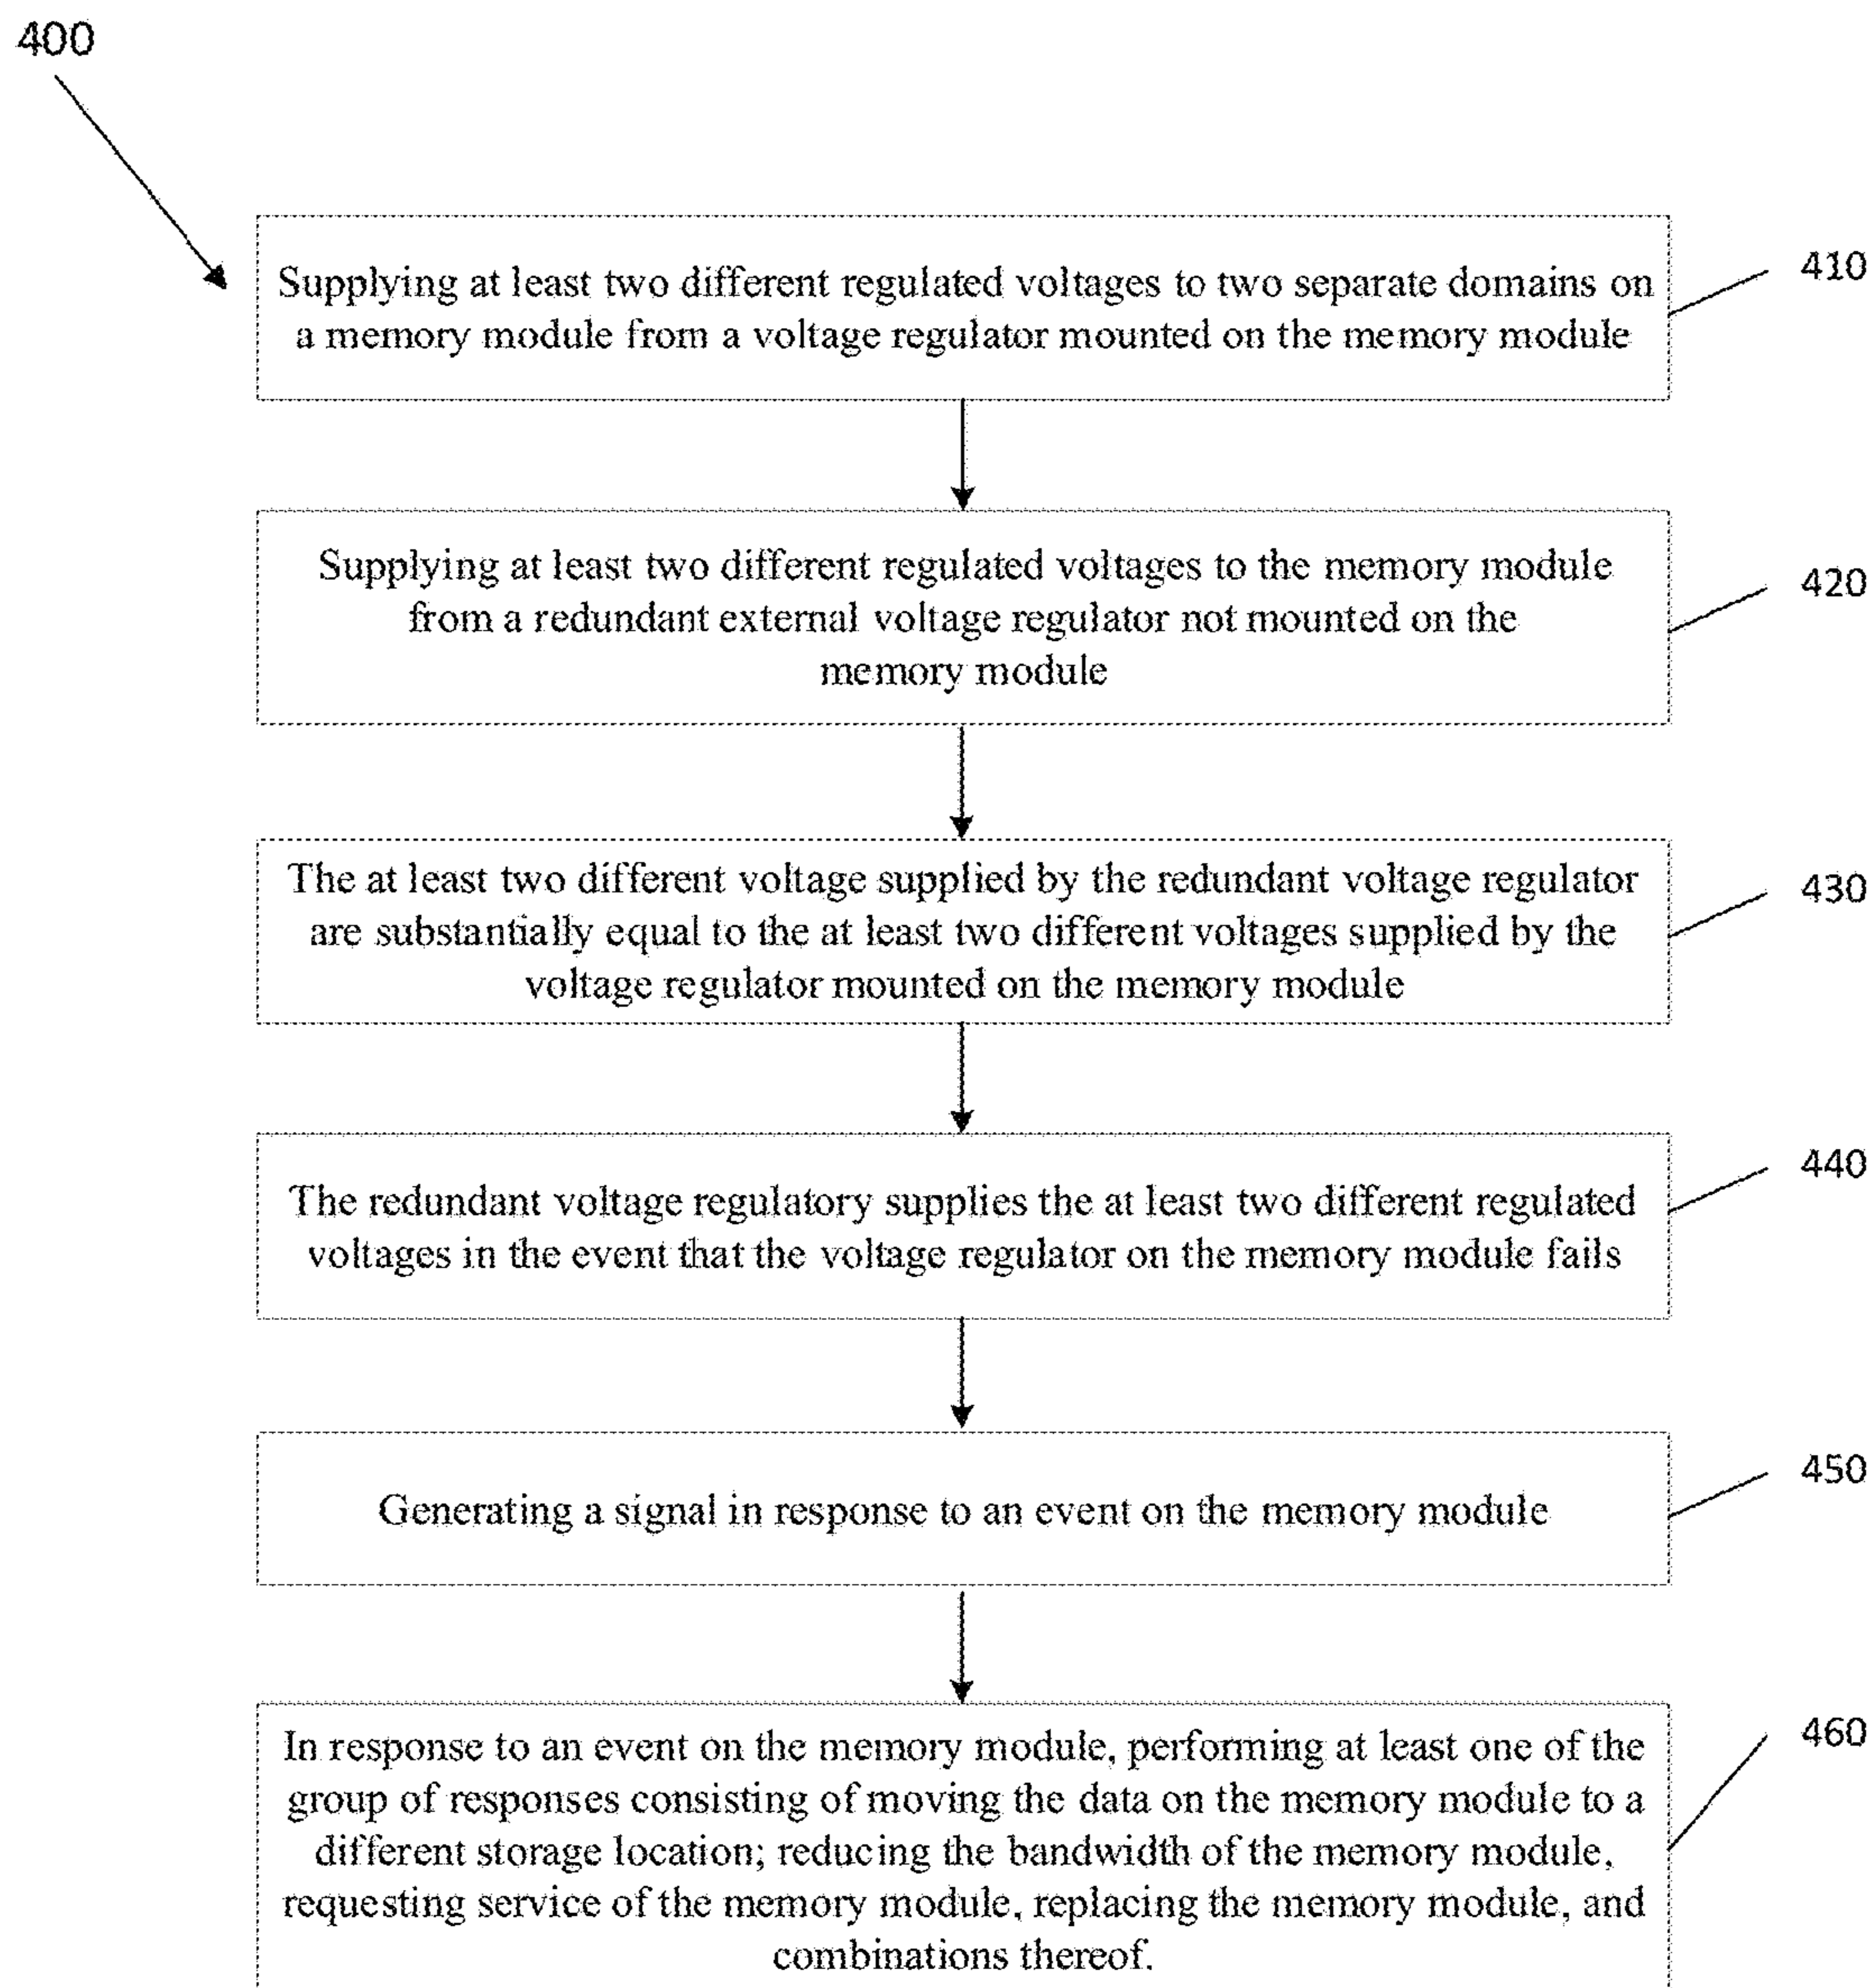 400
Supplying at least two different regulated voltages to two separate domains on
a memory module from a voltage regulator mounted on the memory module
410
Supplying at least two different regulated voltages to the memory module
from a redundant external voltage regulator not mounted on the
memory module
420
The at least two different voltage supplied by the redundant voltage regulator
are substantially equal to the at least two different voltages supplied by the
voltage regulator mounted on the memory module
430
The redundant voltage regulatory supplies the at least two different regulated
voltages in the event that the voltage regulator on the memory module fails
440
Generating a signal in response to an event on the memory module
450
In response to an event on the memory module, performing at least one of the
group of responses consisting of moving the data on the memory module to a
different storage location; reducing the bandwidth of the memory module,
requesting service of the memory module, replacing the memory module, and
combinations thereof.
460